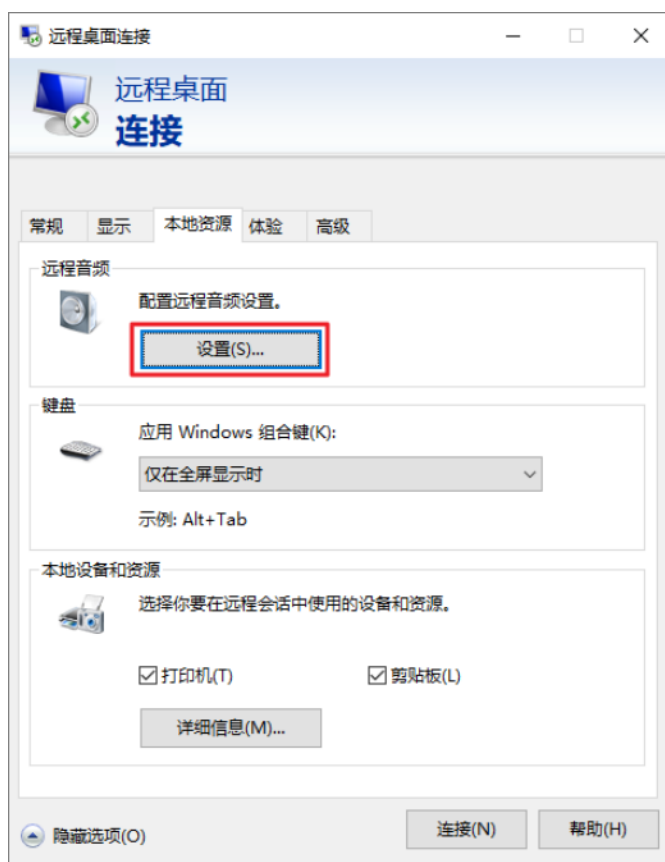 远程桌面连接
远程桌面
连接
常规 显示 本地资源 体验 高级
远程音频
配置远程音频设置。
设置(S)...
键盘
应用 Windows 组合键(K):
仅在全屏显示时
示例: Alt+Tab
本地设备和资源
选择你要在远程会话中使用的设备和资源。
打印机(T) 剪贴板(L)
详细信息(M)...
隐藏选项(O) 连接(N) 帮助(H)